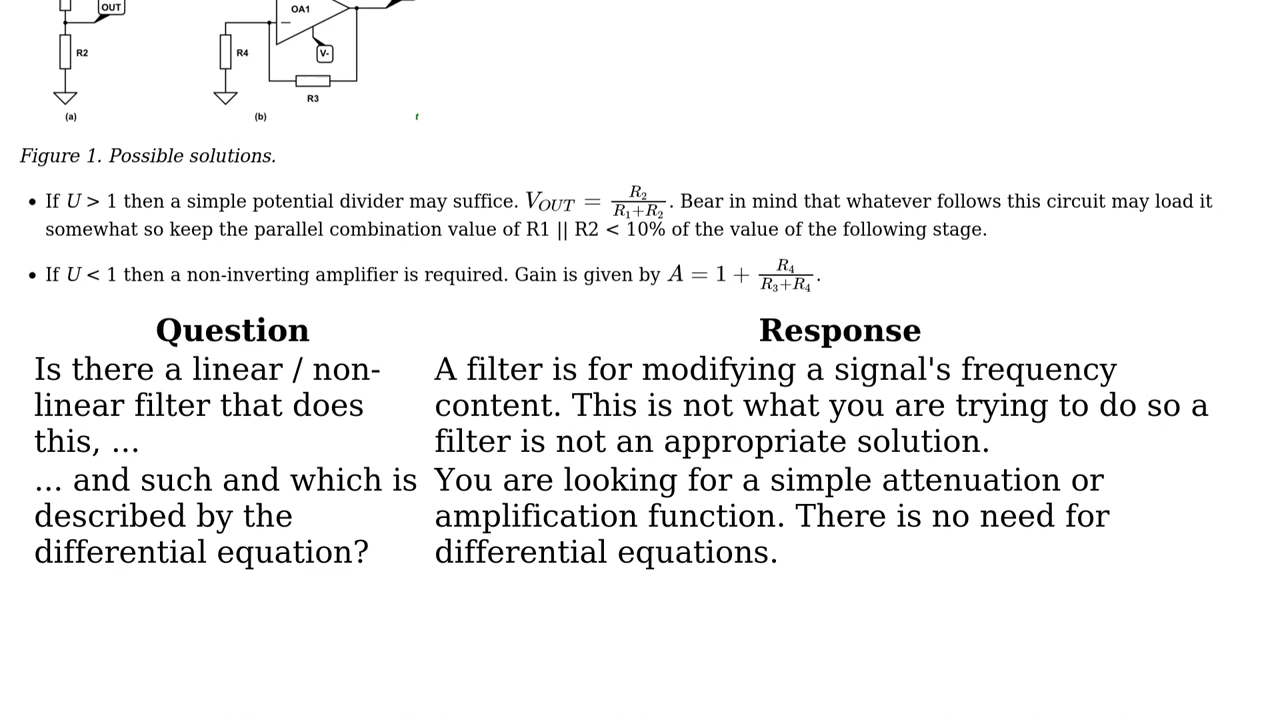 OUT
OA1
R2
R4
V-
R3
(a)
(b)
t
Figure 1. Possible solutions.
• If U > 1 then a simple potential divider may suffice. V_OUT = R_2/(R_1+R_2). Bear in mind that whatever follows this circuit may load it
somewhat so keep the parallel combination value of R1 || R2 < 10% of the value of the following stage.
• If U < 1 then a non-inverting amplifier is required. Gain is given by A = 1 + R_4/(R_3+R_4).
Question
Response
Is there a linear / non-
linear filter that does
this, ...
A filter is for modifying a signal's frequency
content. This is not what you are trying to do so a
filter is not an appropriate solution.
... and such and which is
described by the
differential equation?
You are looking for a simple attenuation or
amplification function. There is no need for
differential equations.